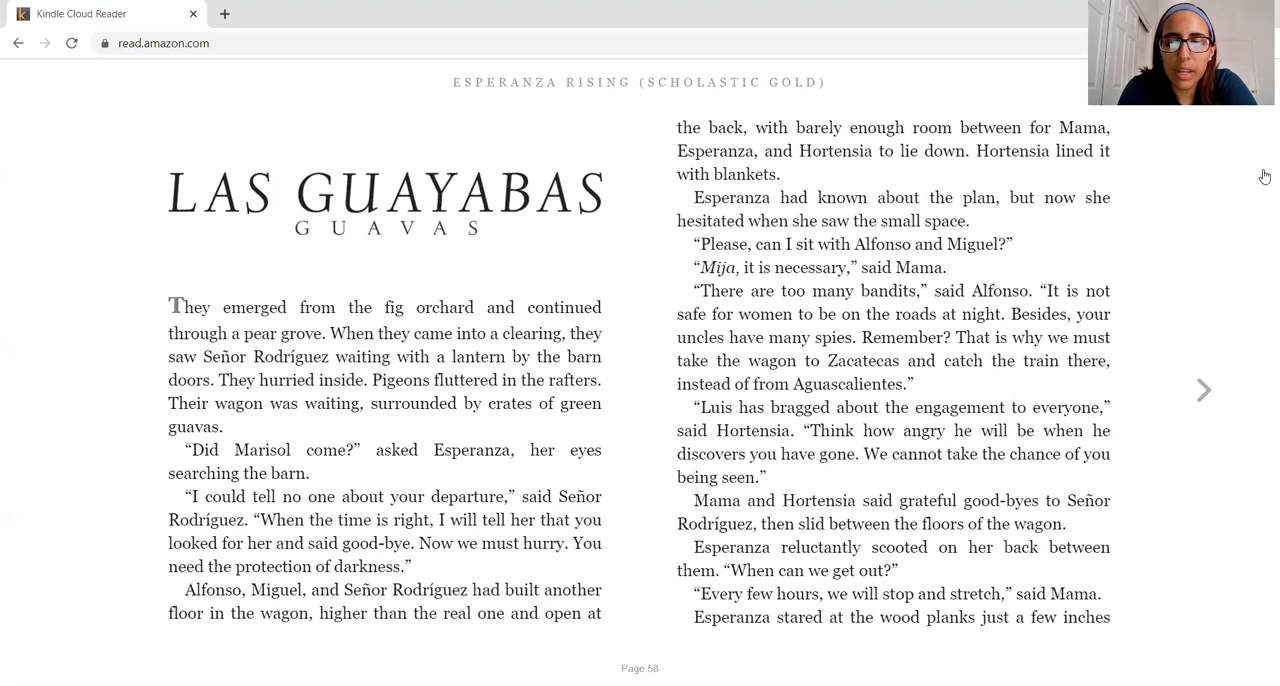 Kindle Cloud Reader
read.amazon.com
ESPERANZA RISING (SCHOLASTIC GOLD)
LAS GUAYABAS
GUAVAS
They emerged from the fig orchard and continued
through a pear grove. When they came into a clearing, they
saw Señor Rodríguez waiting with a lantern by the barn
doors. They hurried inside. Pigeons fluttered in the rafters.
Their wagon was waiting, surrounded by crates of green
guavas.
“Did Marisol come?” asked Esperanza, her eyes
searching the barn.
“I could tell no one about your departure,” said Señor
Rodríguez. “When the time is right, I will tell her that you
looked for her and said good-bye. Now we must hurry. You
need the protection of darkness.”
Alfonso, Miguel, and Señor Rodríguez had built another
floor in the wagon, higher than the real one and open at
the back, with barely enough room between for Mama,
Esperanza, and Hortensia to lie down. Hortensia lined it
with blankets.
Esperanza had known about the plan, but now she
hesitated when she saw the small space.
“Please, can I sit with Alfonso and Miguel?”
“Mija, it is necessary,” said Mama.
“There are too many bandits,” said Alfonso. “It is not
safe for women to be on the roads at night. Besides, your
uncles have many spies. Remember? That is why we must
take the wagon to Zacatecas and catch the train there,
instead of from Aguascalientes.”
“Luis has bragged about the engagement to everyone,”
said Hortensia. “Think how angry he will be when he
discovers you have gone. We cannot take the chance of you
being seen.”
Mama and Hortensia said grateful good-byes to Señor
Rodríguez, then slid between the floors of the wagon.
Esperanza reluctantly scooted on her back between
them. “When can we get out?”
“Every few hours, we will stop and stretch,” said Mama.
Esperanza stared at the wood planks just a few inches
Page 58